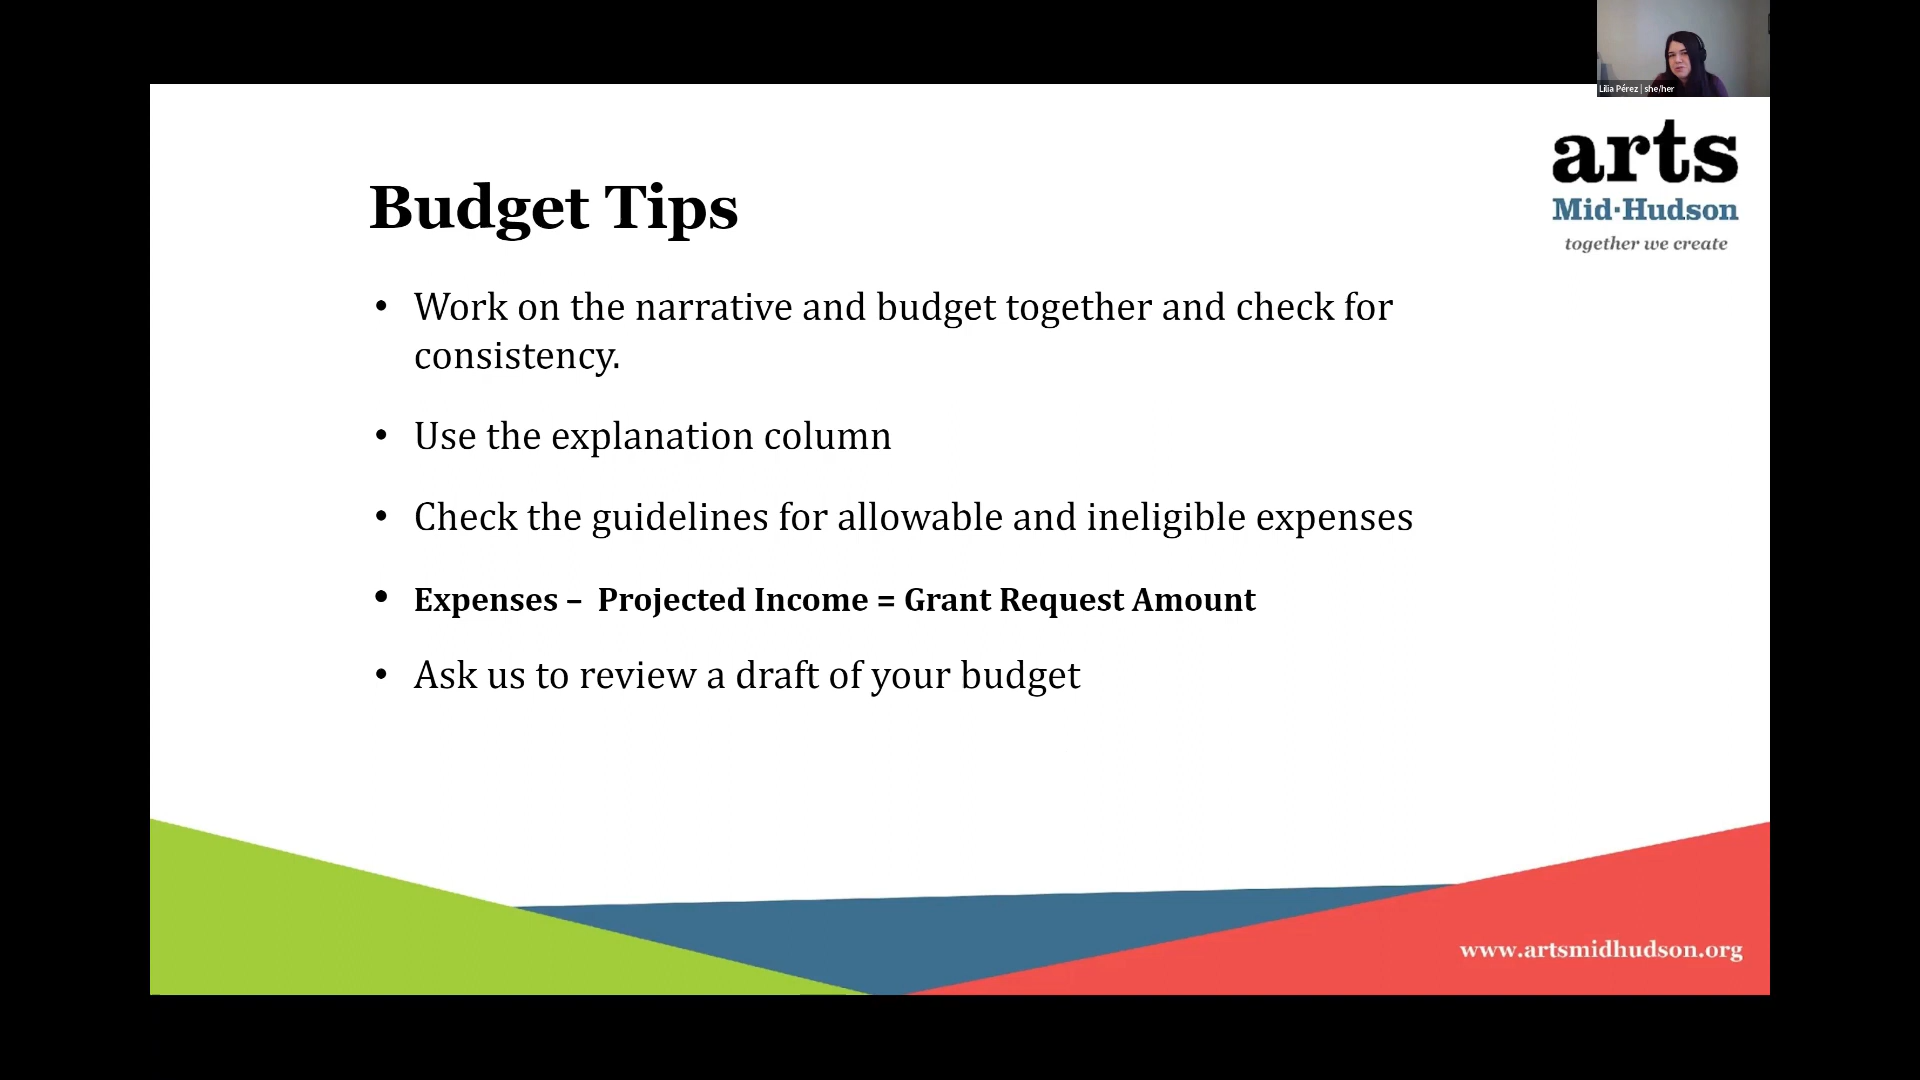 Lilia Pérez | she/her
arts
Mid·Hudson
together we create
Budget Tips
• Work on the narrative and budget together and check for
consistency.
• Use the explanation column
• Check the guidelines for allowable and ineligible expenses
• Expenses – Projected Income = Grant Request Amount
• Ask us to review a draft of your budget
www.artsmidhudson.org